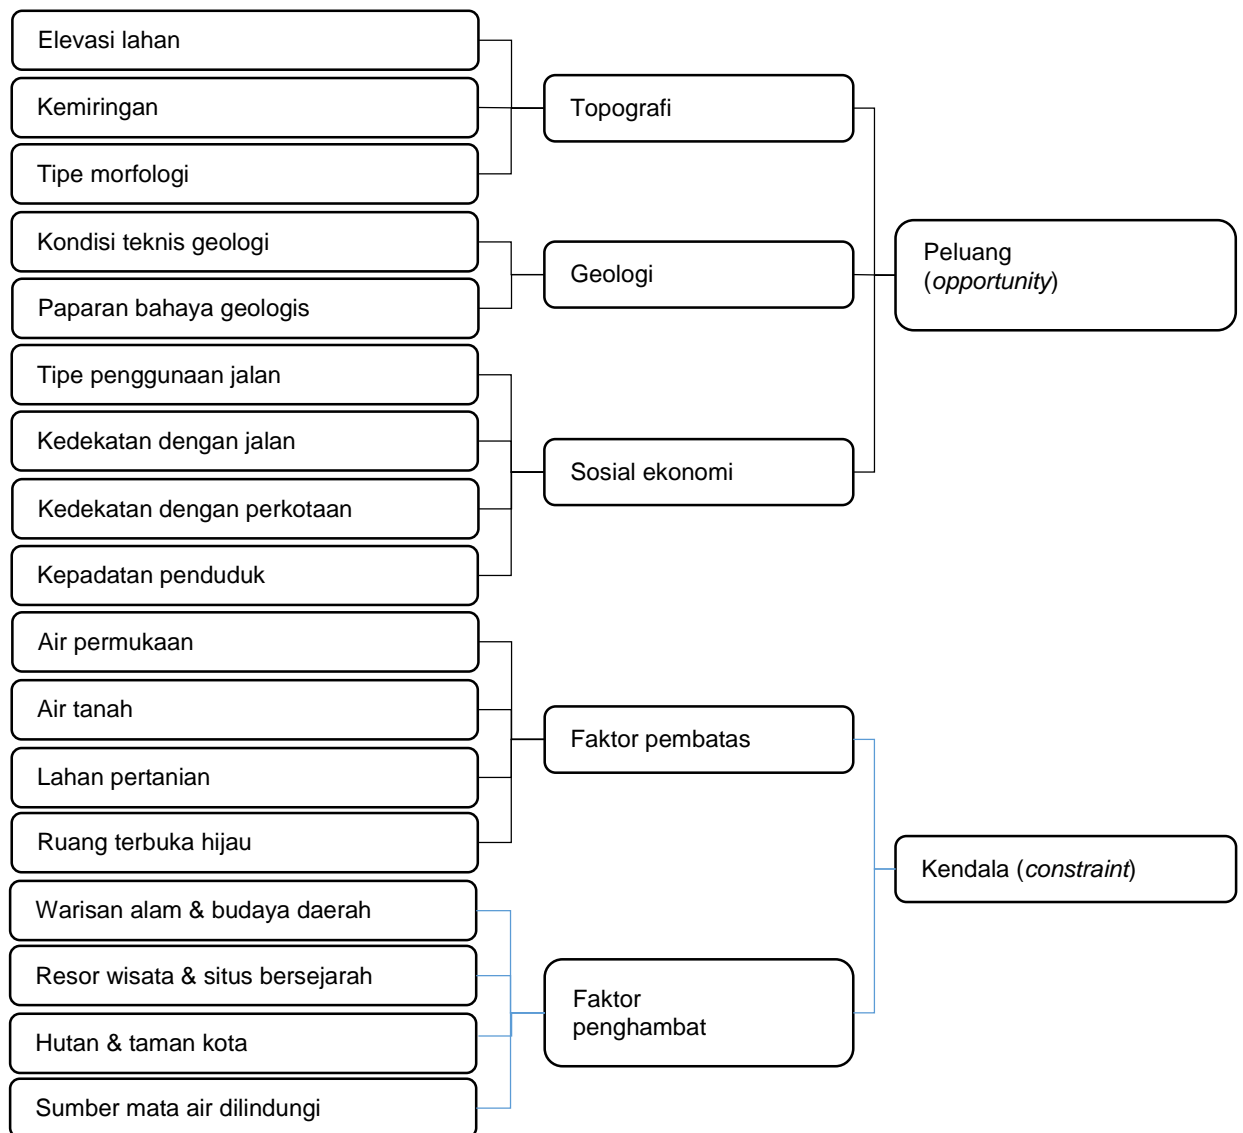 Elevasi lahan
Kemiringan
Tipe morfologi
Kondisi teknis geologi
Paparan bahaya geologis
Tipe penggunaan jalan
Kedekatan dengan jalan
Kedekatan dengan perkotaan
Kepadatan penduduk
Air permukaan
Air tanah
Lahan pertanian
Ruang terbuka hijau
Warisan alam & budaya daerah
Resor wisata & situs bersejarah
Hutan & taman kota
Sumber mata air dilindungi
Topografi
Geologi
Sosial ekonomi
Faktor pembatas
Faktor
penghambat
Peluang
(opportunity)
Kendala (constraint)